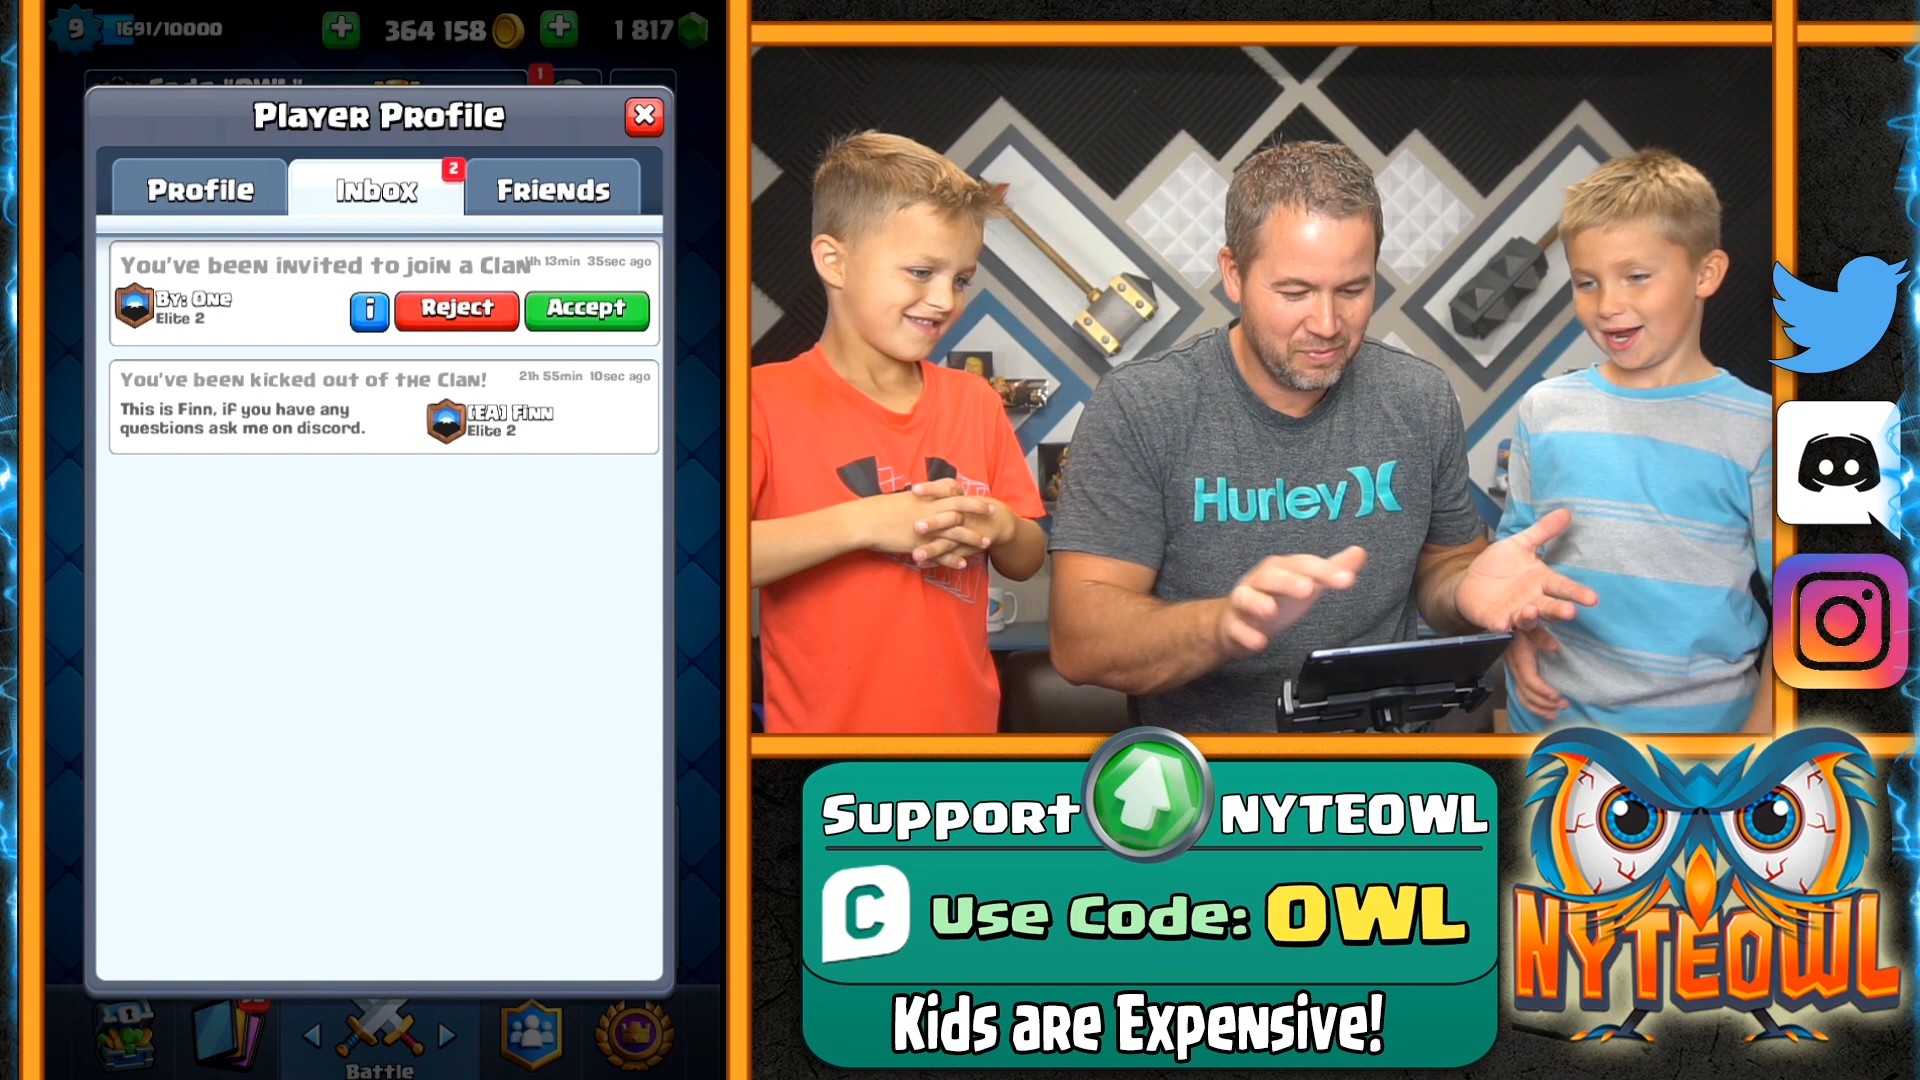 9
1691/10000
364 158
1 817
Code "OWL"
1
Player Profile
Profile
Inbox
2
Friends
You've been invited to join a Clan
13min 35sec ago
By: One
Elite 2
i
Reject
Accept
You've been kicked out of the Clan!
21h 55min 10sec ago
This is Finn, if you have any
questions ask me on discord.
[EA] Finn
Elite 2
Battle
Hurley
Support NYTEOWL
C Use Code: OWL
Kids are Expensive!
NYTEOWL